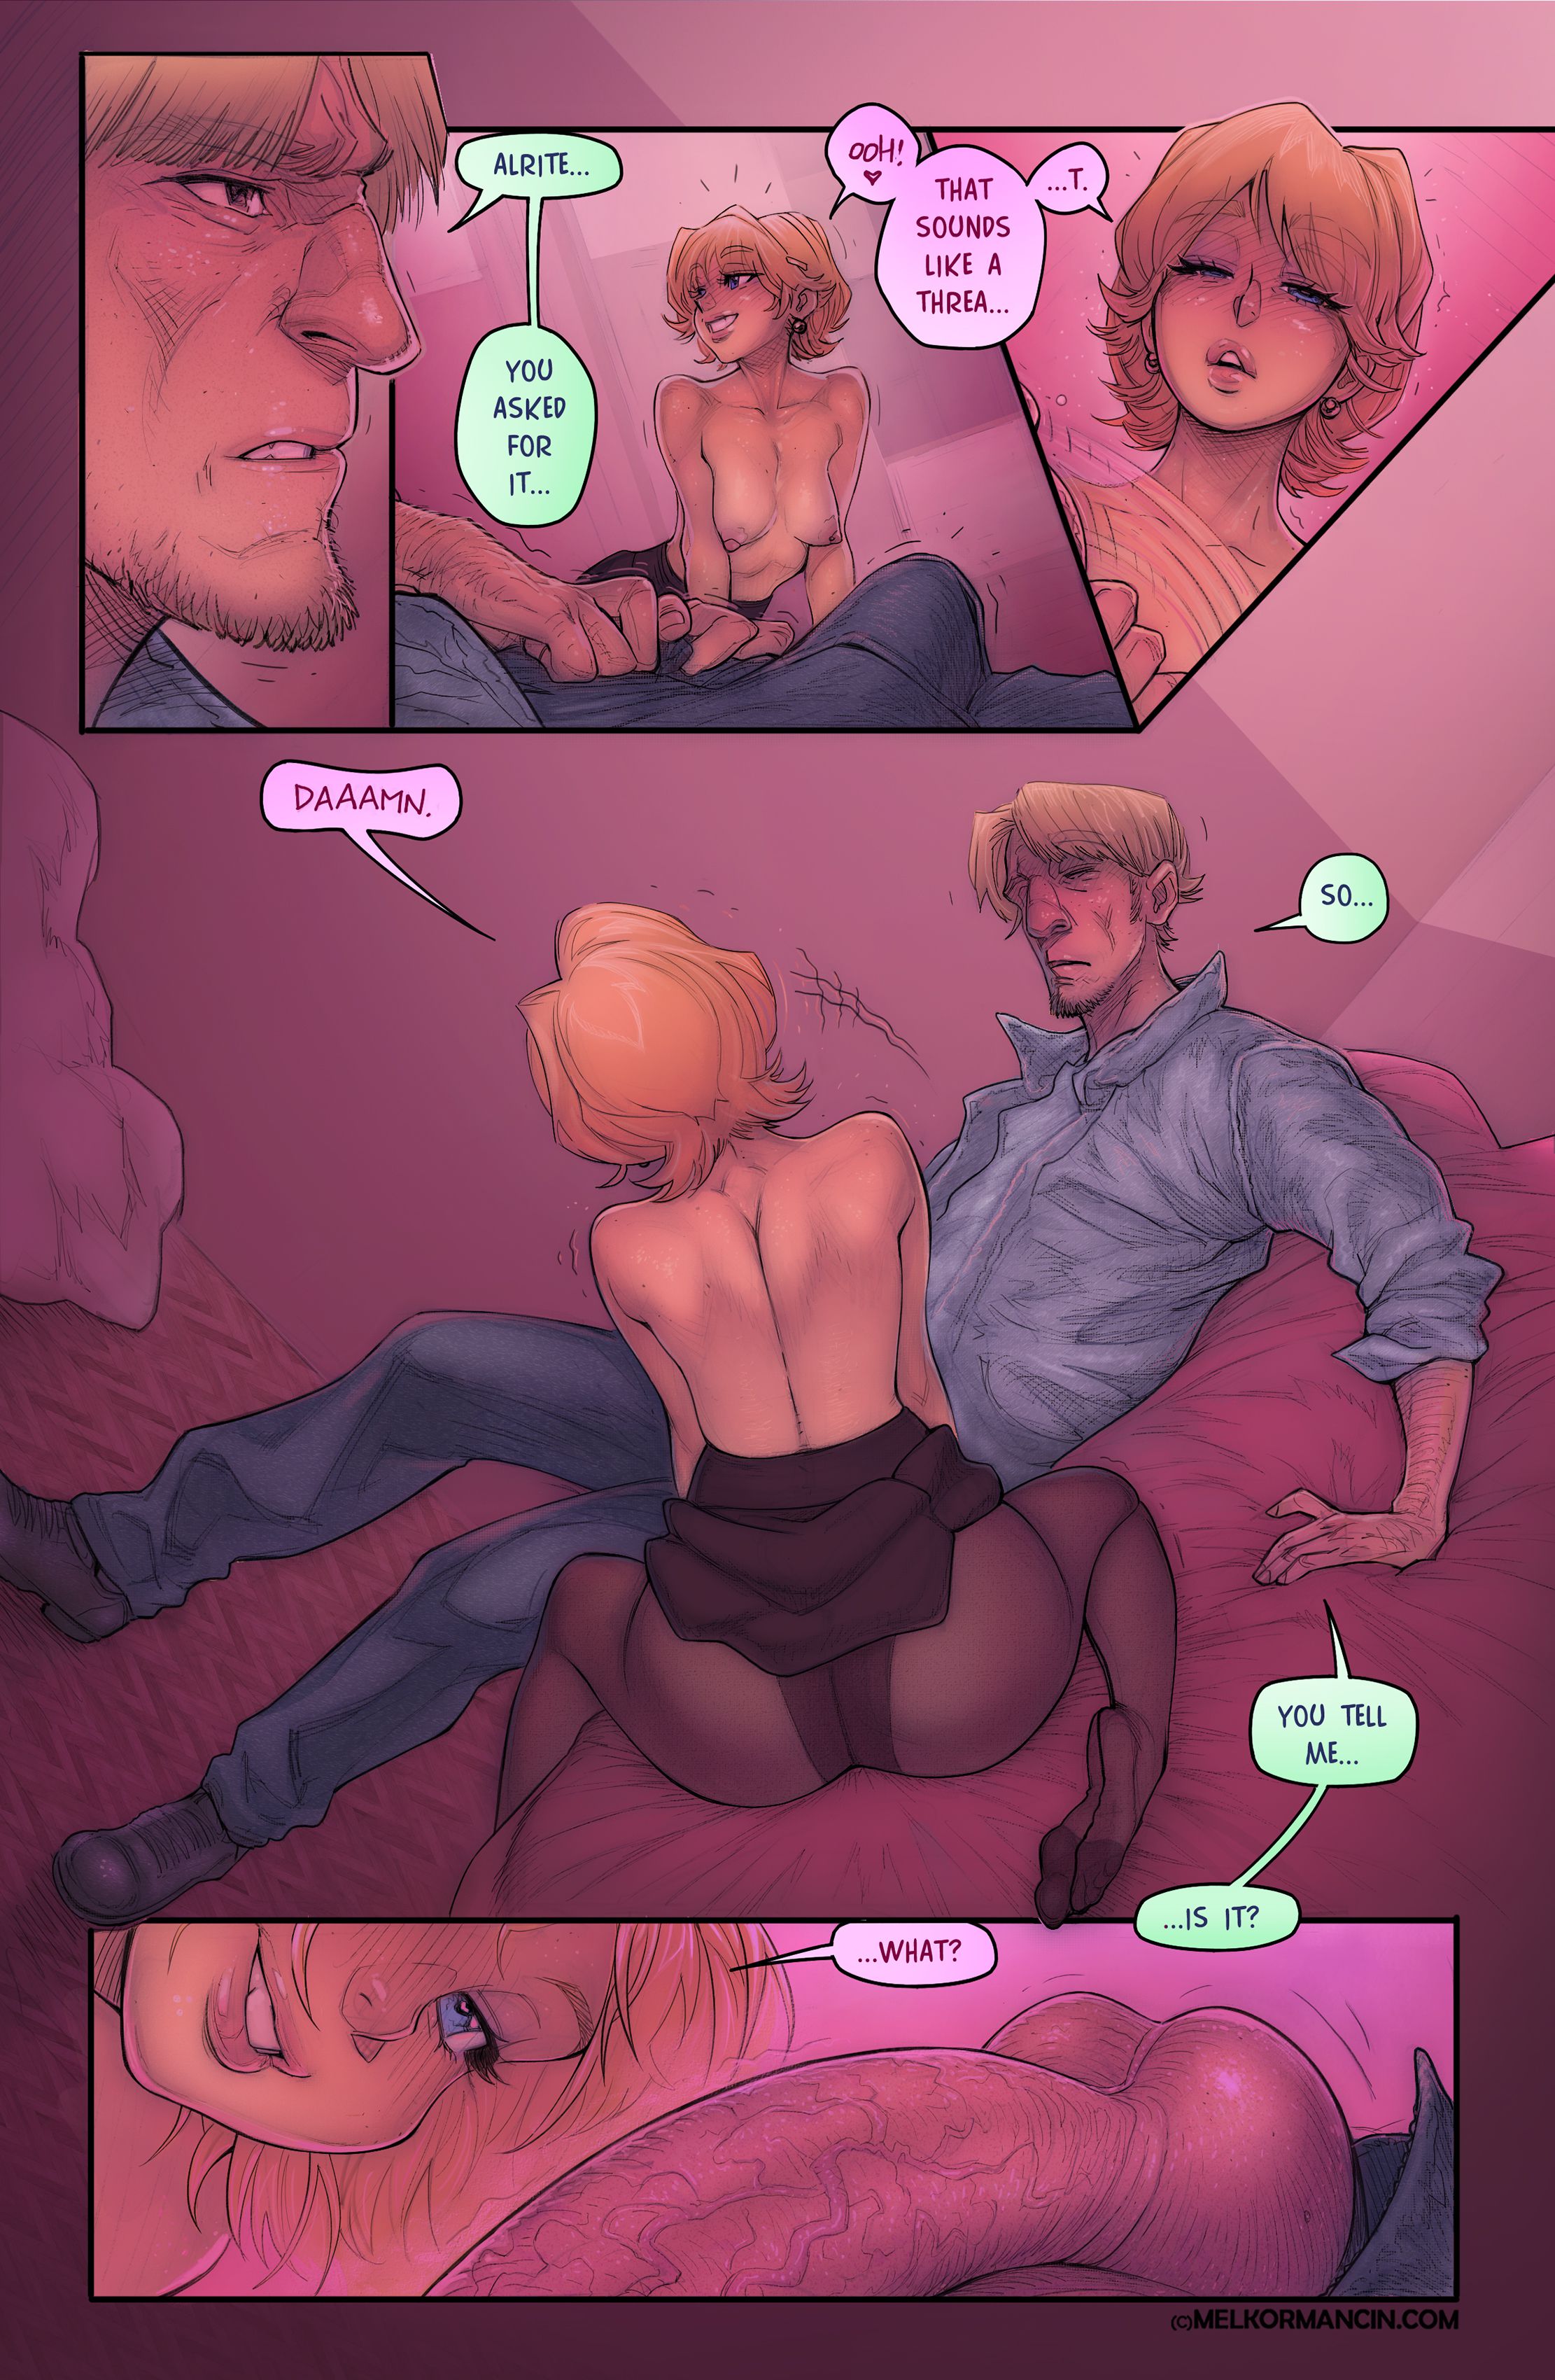 ALRITE...
YOU
ASKED
FOR
IT...
OOH!
♥
THAT
SOUNDS
LIKE A
THREA...
...T.
DAAAMN.
SO...
YOU TELL
ME...
...IS IT?
...WHAT?
(C)MELKORMANCIN.COM